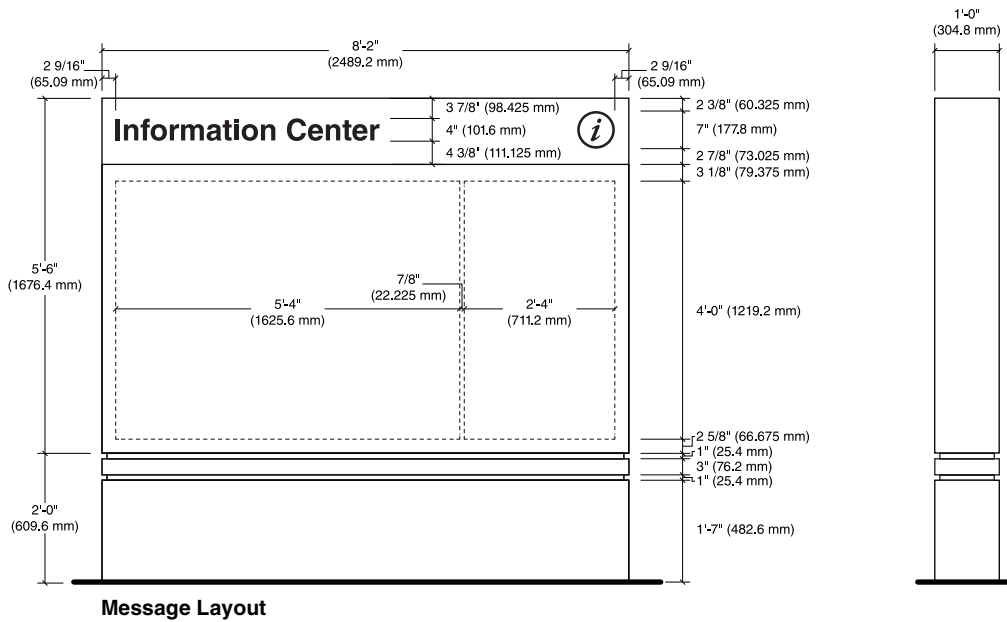 1'-0"
(304.8 mm)
8'-2"
(2489.2 mm)
2 9/16"
(65.09 mm)
2 9/16"
(65.09 mm)
3 7/8' (98.425 mm)
4" (101.6 mm)
4 3/8' (111.125 mm)
Information Center
i
2 3/8" (60.325 mm)
7" (177.8 mm)
2 7/8" (73.025 mm)
3 1/8" (79.375 mm)
5'-6"
(1676.4 mm)
7/8"
(22.225 mm)
5'-4"
(1625.6 mm)
2'-4"
(711.2 mm)
4'-0" (1219.2 mm)
2 5/8" (66.675 mm)
1" (25.4 mm)
3" (76.2 mm)
1" (25.4 mm)
2'-0"
(609.6 mm)
1'-7" (482.6 mm)
Message Layout